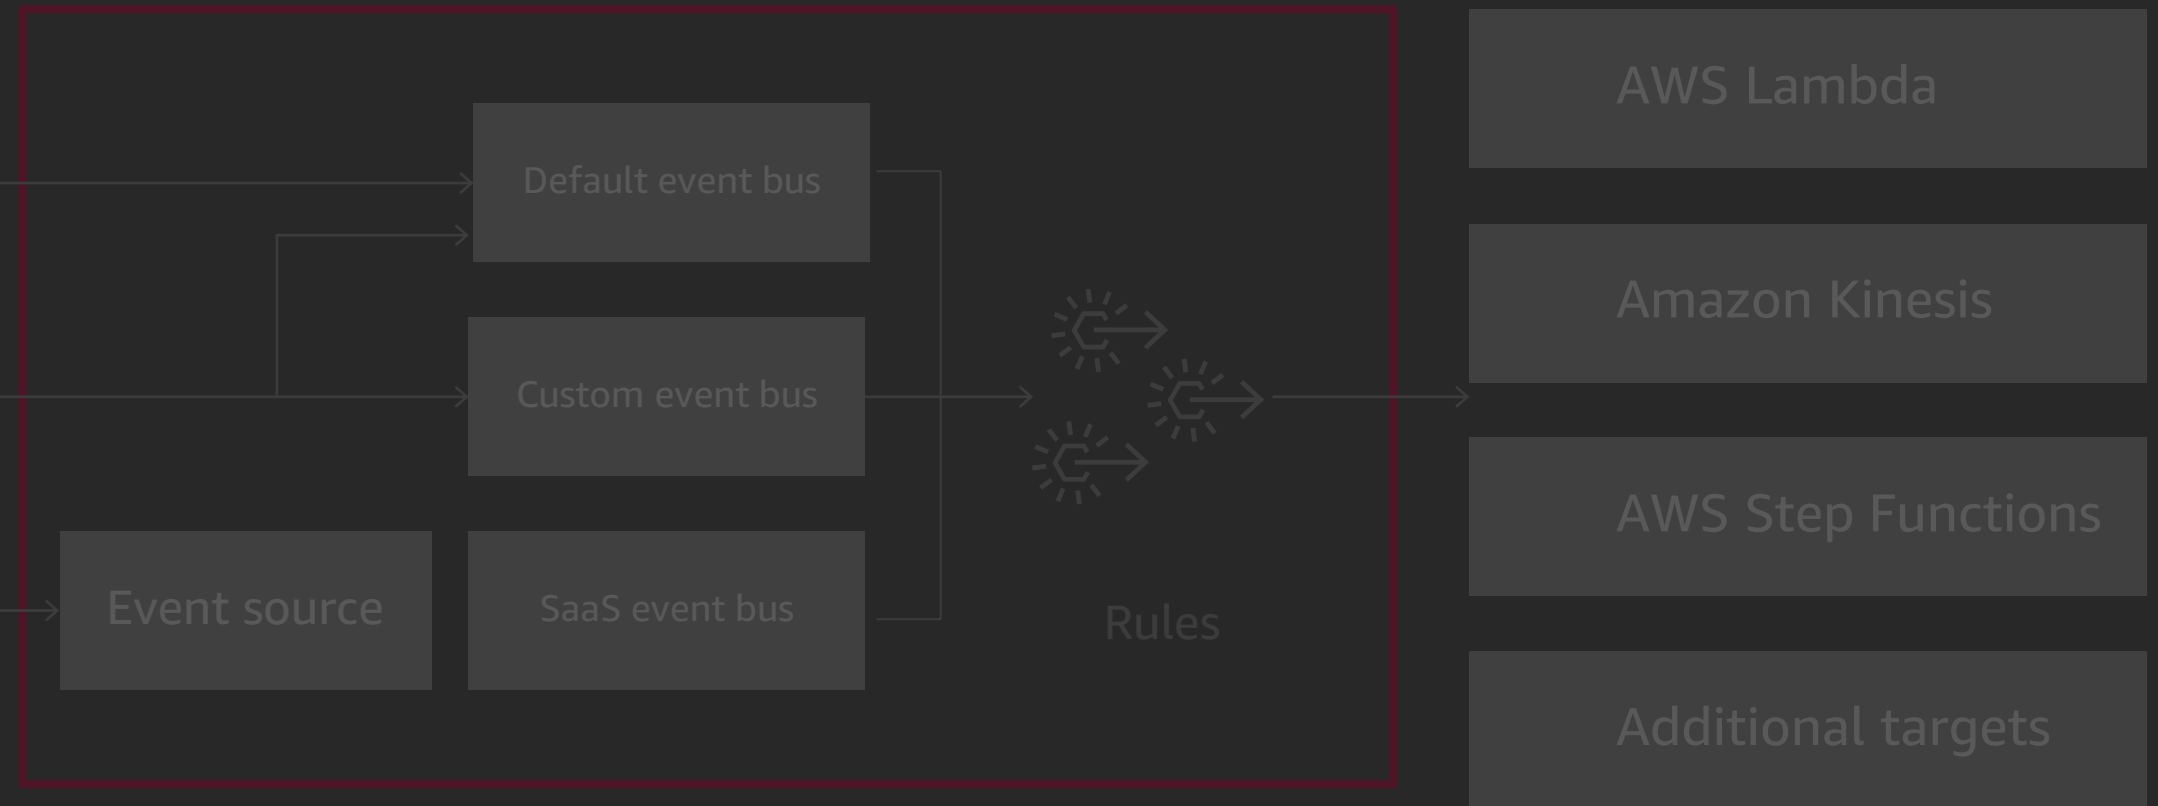 Default event bus
Custom event bus
Event source
SaaS event bus
Rules
AWS Lambda
Amazon Kinesis
AWS Step Functions
Additional targets